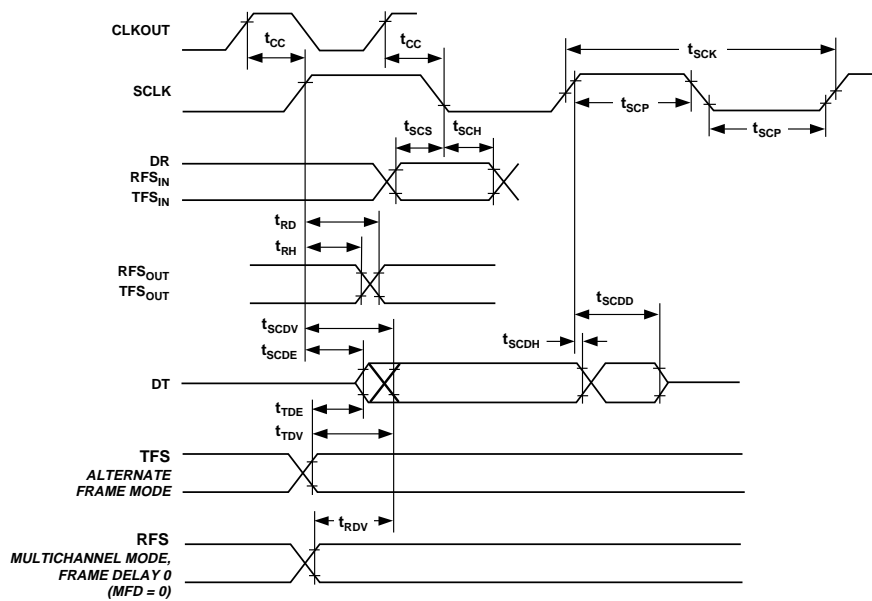 CLKOUT
tCC
tCC
tSCK
SCLK
tSCP
tSCP
tSCS
tSCH
DR
RFSIN
TFSIN
tRD
tRH
RFSOUT
TFSOUT
tSCDD
tSCDV
tSCDH
tSCDE
DT
tTDE
tTDV
TFS
ALTERNATE
FRAME MODE
tRDV
RFS
MULTICHANNEL MODE,
FRAME DELAY 0
(MFD = 0)